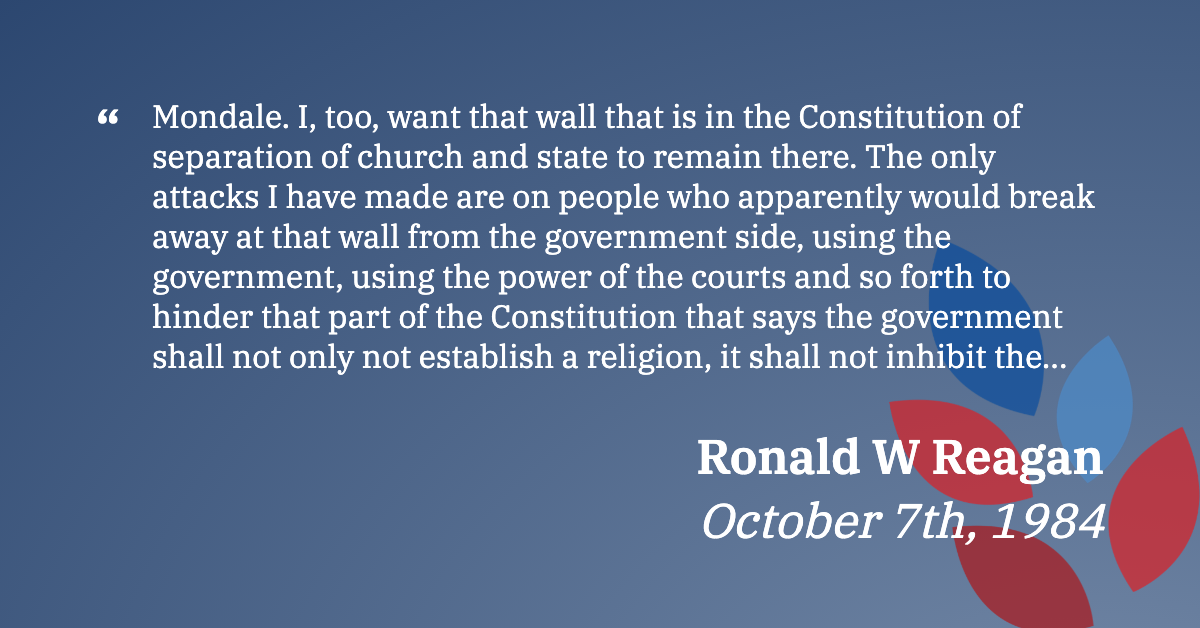 “ Mondale. I, too, want that wall that is in the Constitution of
separation of church and state to remain there. The only
attacks I have made are on people who apparently would break
away at that wall from the government side, using the
government, using the power of the courts and so forth to
hinder that part of the Constitution that says the government
shall not only not establish a religion, it shall not inhibit the...
Ronald W Reagan
October 7th, 1984